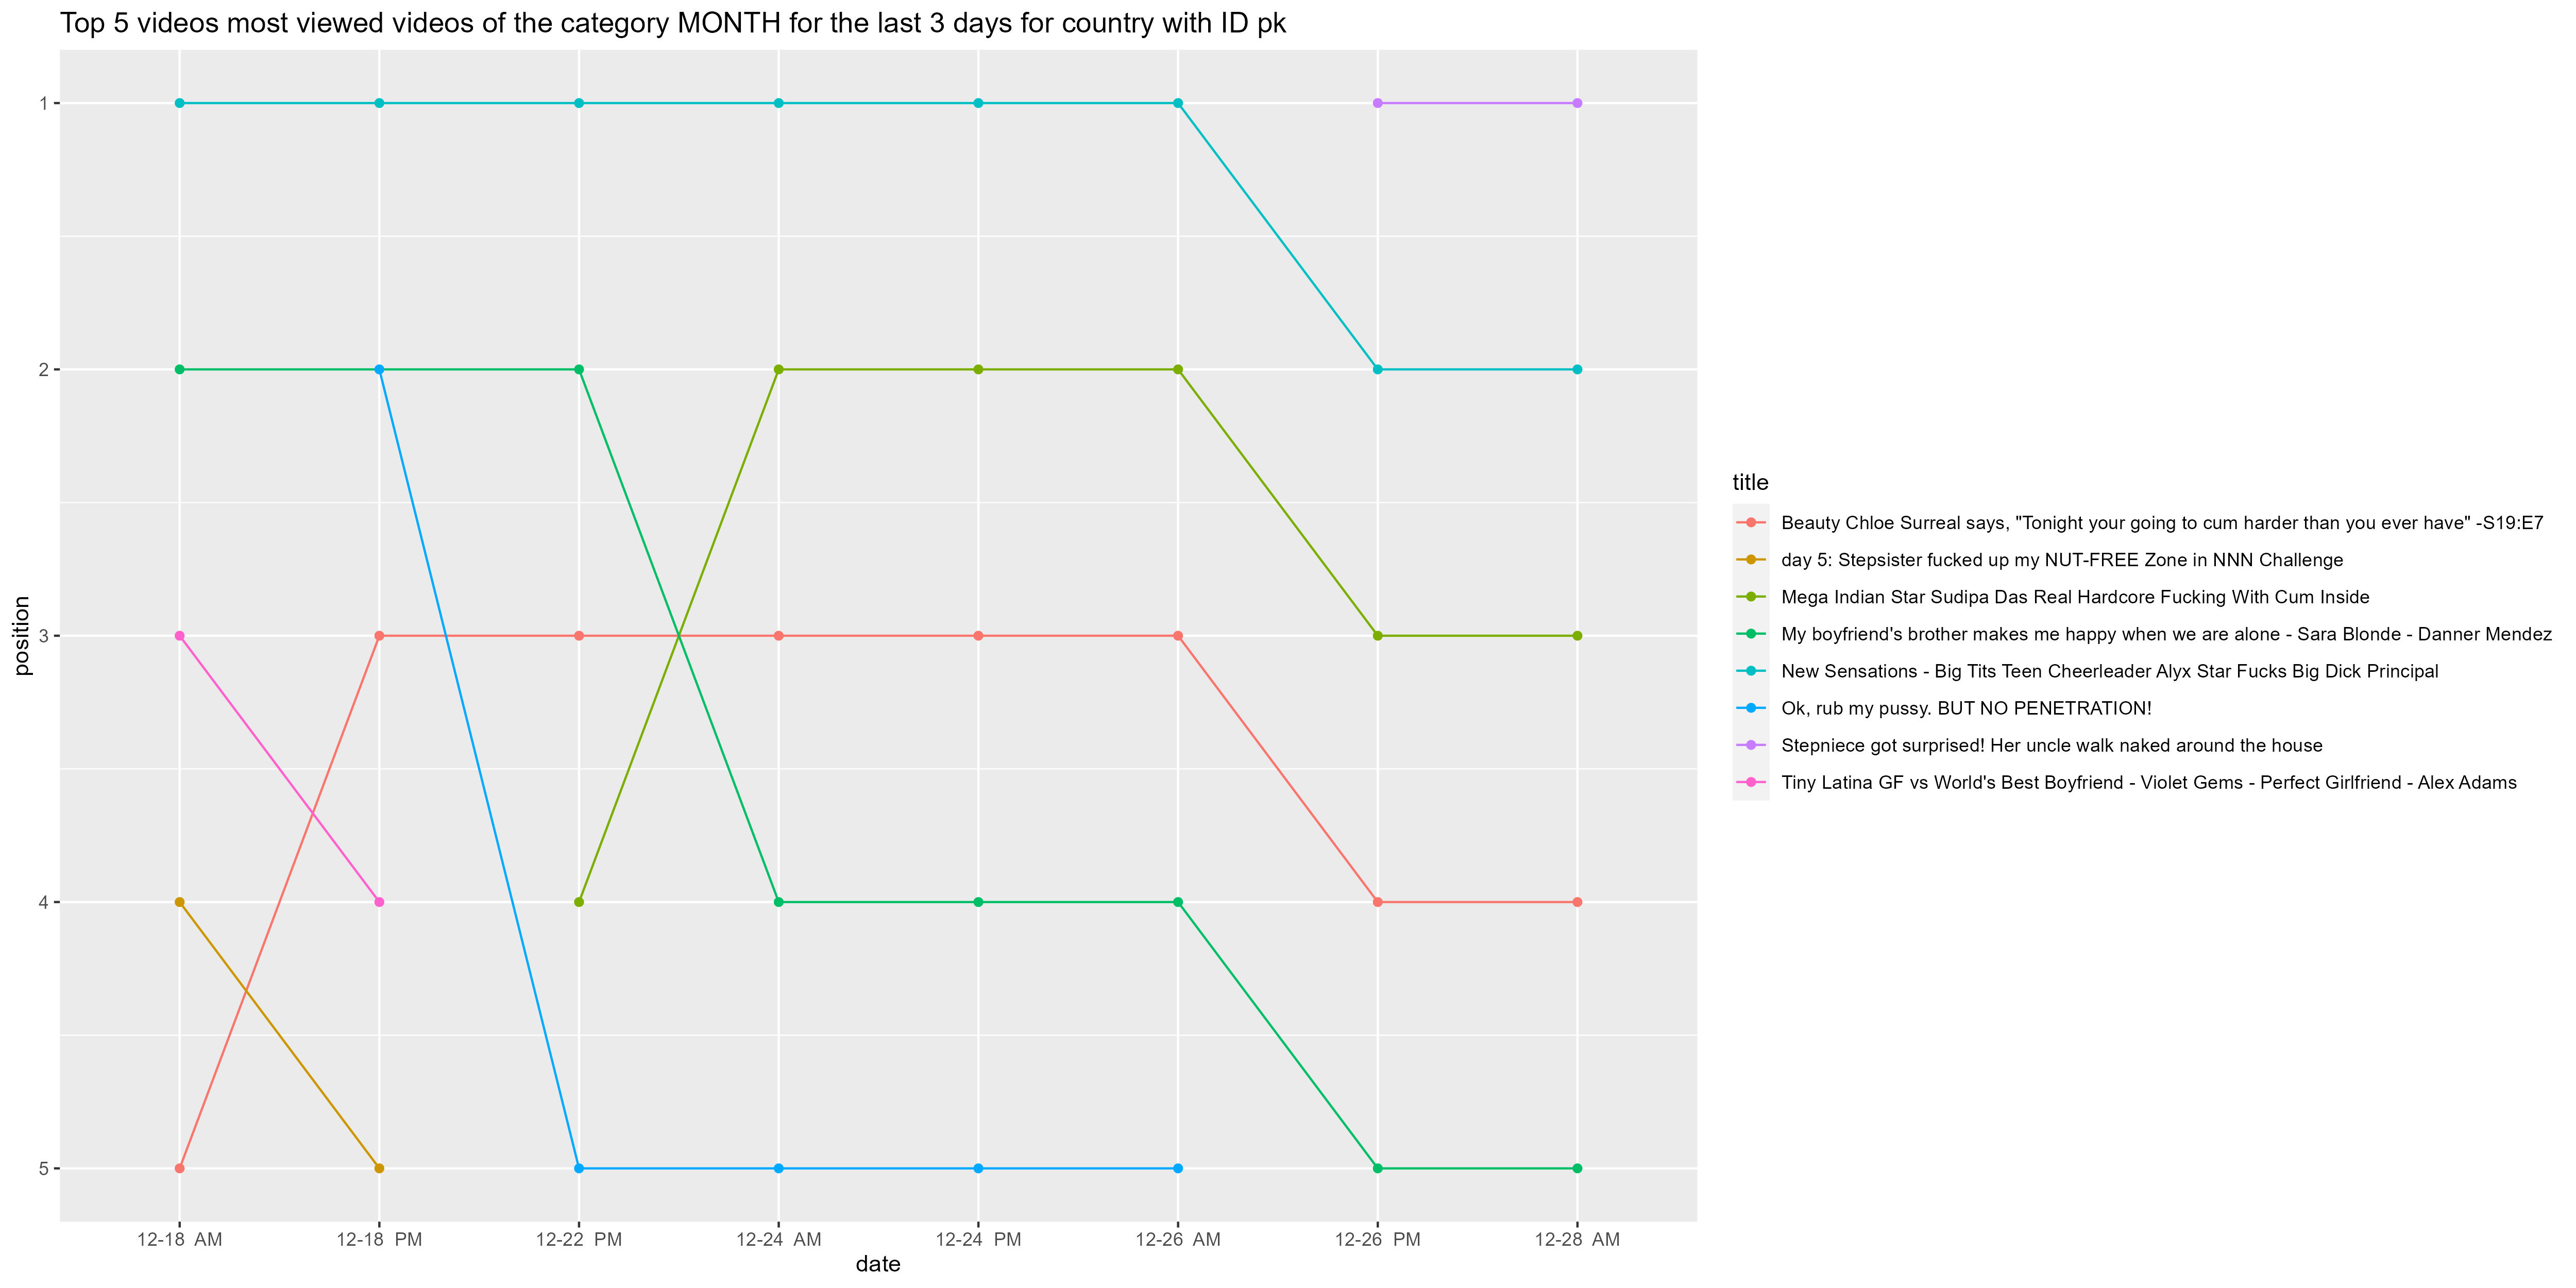 Top 5 videos most viewed videos of the category MONTH for the last 3 days for country with ID pk
1
2
3
4
5
position
12-18 AM
12-18 PM
12-22 PM
12-24 AM
12-24 PM
12-26 AM
12-26 PM
12-28 AM
date
title
Beauty Chloe Surreal says, "Tonight your going to cum harder than you ever have" -S19:E7
day 5: Stepsister fucked up my NUT-FREE Zone in NNN Challenge
Mega Indian Star Sudipa Das Real Hardcore Fucking With Cum Inside
My boyfriend's brother makes me happy when we are alone - Sara Blonde - Danner Mendez
New Sensations - Big Tits Teen Cheerleader Alyx Star Fucks Big Dick Principal
Ok, rub my pussy. BUT NO PENETRATION!
Stepniece got surprised! Her uncle walk naked around the house
Tiny Latina GF vs World's Best Boyfriend - Violet Gems - Perfect Girlfriend - Alex Adams